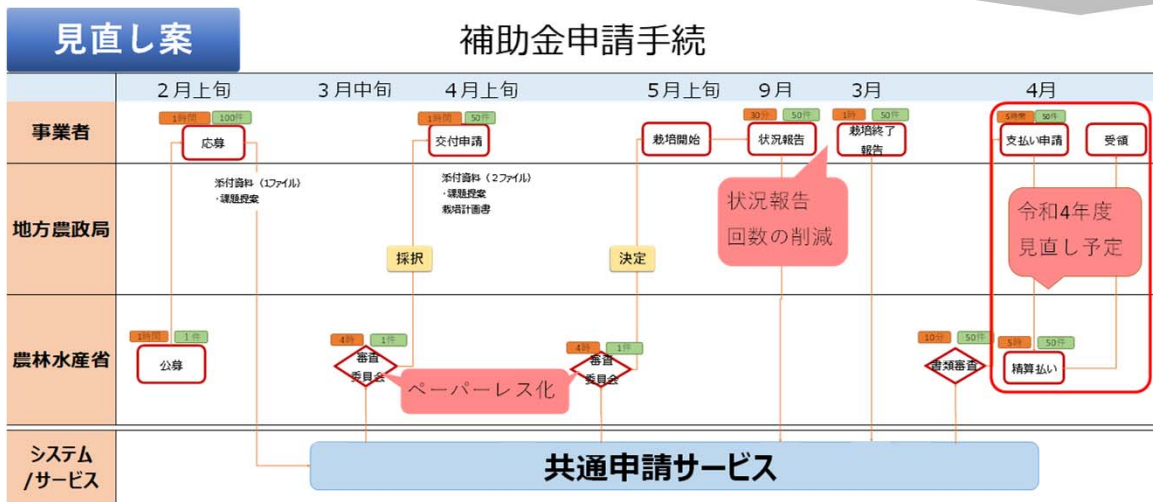 見直し案
補助金申請手続
2月上旬 3月中旬 4月上旬 5月上旬 9月 3月 4月
事業者
1時間 100件
応募
1時間 50件
交付申請
栽培開始
30分 50件
状況報告
1時 50件
栽培終了
報告
5時間 50件
支払い申請
受領
添付資料（1ファイル）
・課題提案
添付資料（2ファイル）
・課題提案
栽培計画書
地方農政局
採択
決定
状況報告
回数の削減
令和4年度
見直し予定
農林水産省
1時間 1件
公募
4時 1件
審査
委員会
ペーパーレス化
4時 1件
審査
委員会
10分 50件
書類審査
5時 50件
精算払い
システム
/サービス
共通申請サービス